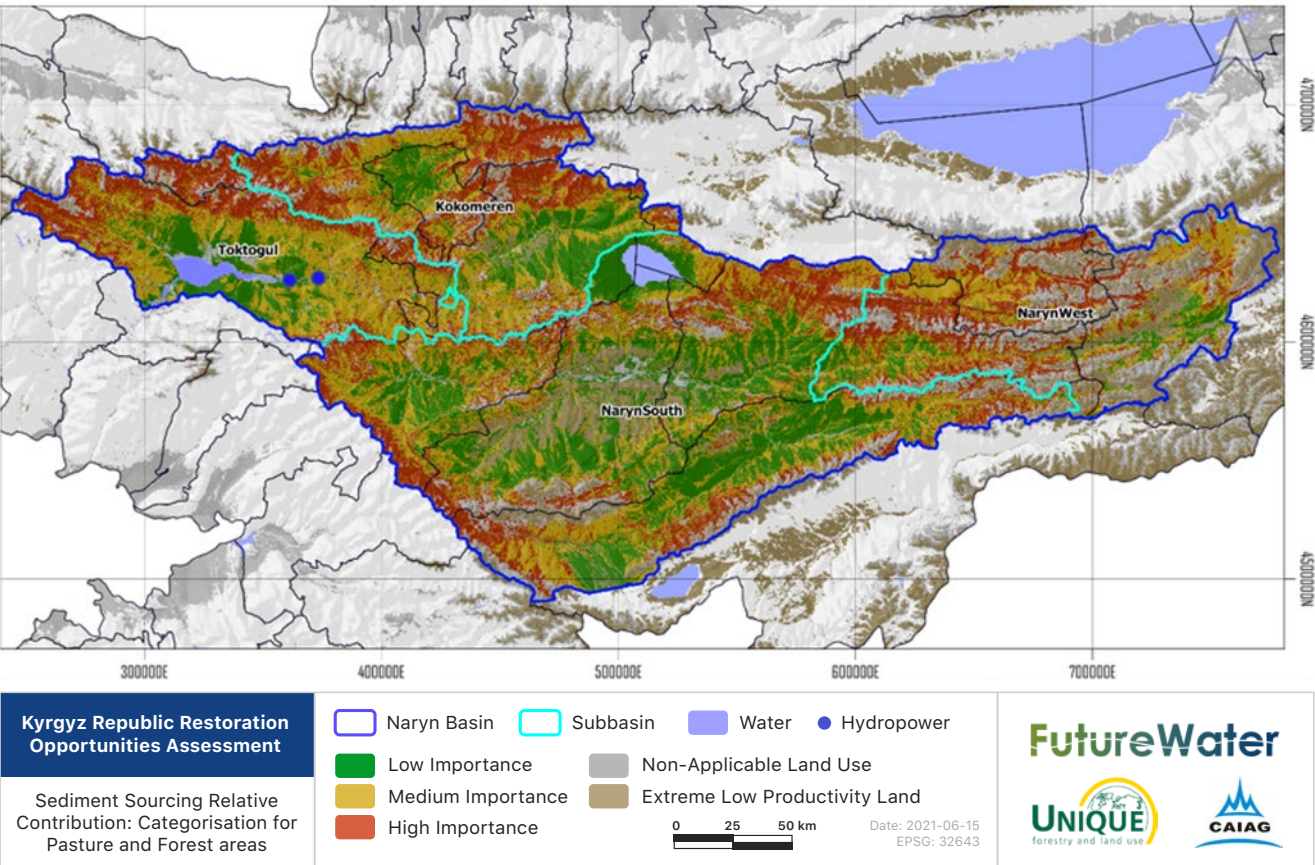 4700000N
Kokomeren
Toktogul
NarynWest
4600000N
NarynSouth
4500000N
300000E 400000E 500000E 600000E 700000E
Kyrgyz Republic Restoration
Opportunities Assessment
Sediment Sourcing Relative
Contribution: Categorisation for
Pasture and Forest areas
Naryn Basin Subbasin Water Hydropower
Low Importance Non-Applicable Land Use
Medium Importance Extreme Low Productivity Land
High Importance
0 25 50 km
Date: 2021-06-15
EPSG: 32643
FutureWater
UNIQUE
forestry and land use
CAIAG